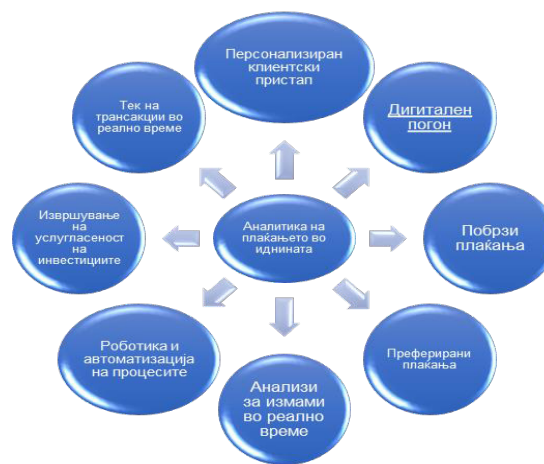 Персонализиран
клиентски
пристап
Дигитален
погон
Побрзи
плаќања
Преферирани
плаќања
Анализи
за измами
во реално
време
Роботика и
автоматизација
на процесите
Извршување
на
услугласеност
на
инвестициите
Тек на
трансакции во
реално време
Аналитика на
плаќањето во
иднината